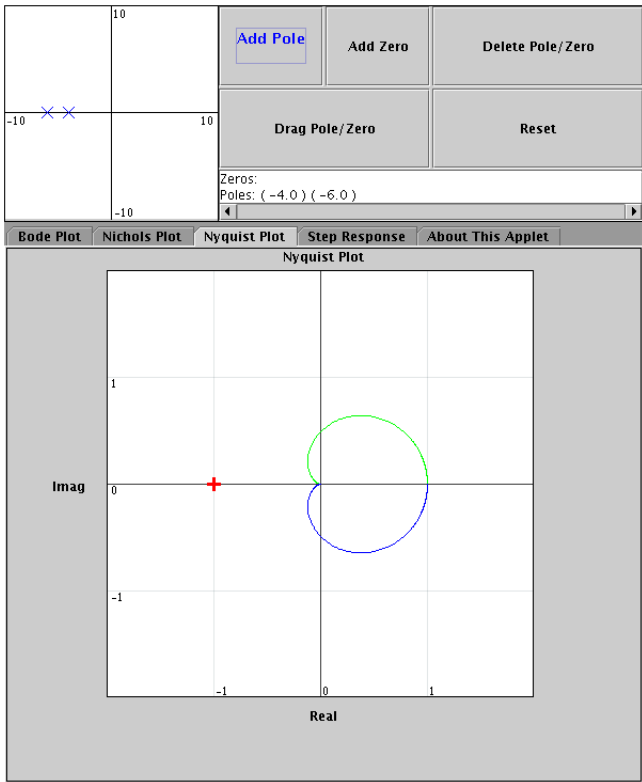 10
-10
10
-10
Add Pole
Add Zero
Delete Pole/Zero
Drag Pole/Zero
Reset
Zeros:
Poles: ( -4.0 ) ( -6.0 )
Bode Plot
Nichols Plot
Nyquist Plot
Step Response
About This Applet
Nyquist Plot
1
Imag
0
-1
-1
0
1
Real